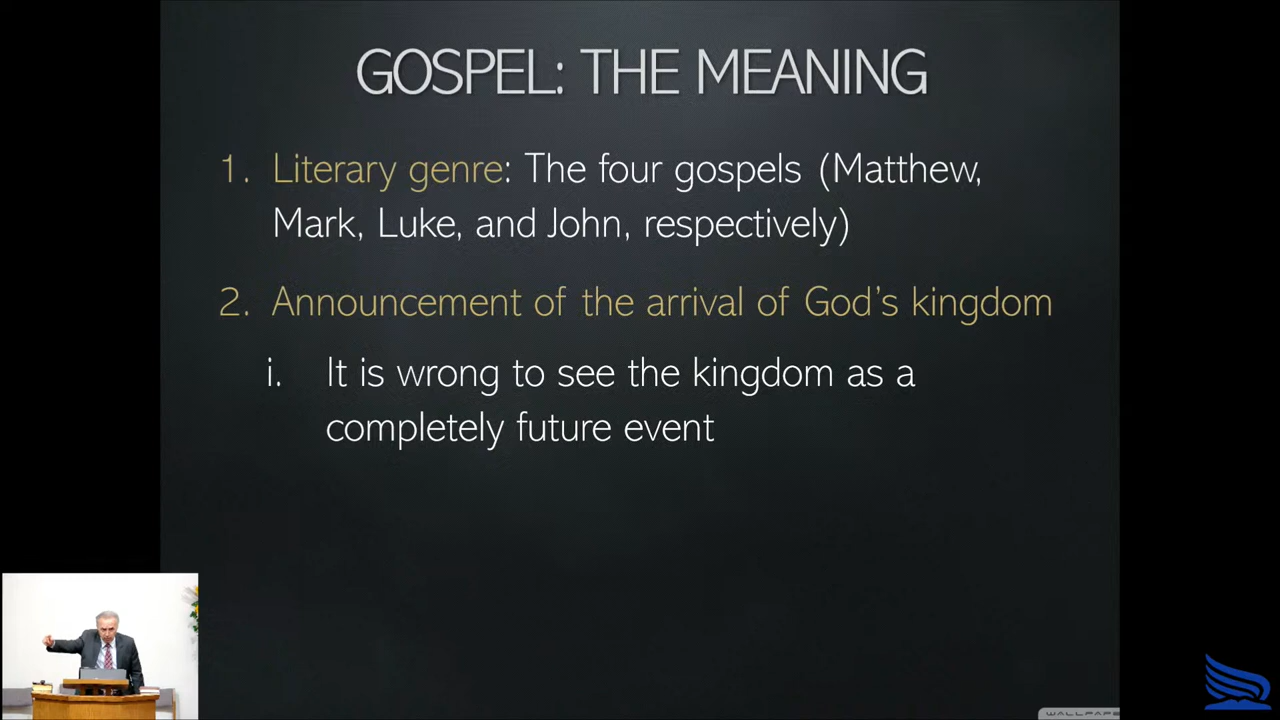 GOSPEL: THE MEANING
1. Literary genre: The four gospels (Matthew,
Mark, Luke, and John, respectively)
2. Announcement of the arrival of God's kingdom
i. It is wrong to see the kingdom as a
completely future event